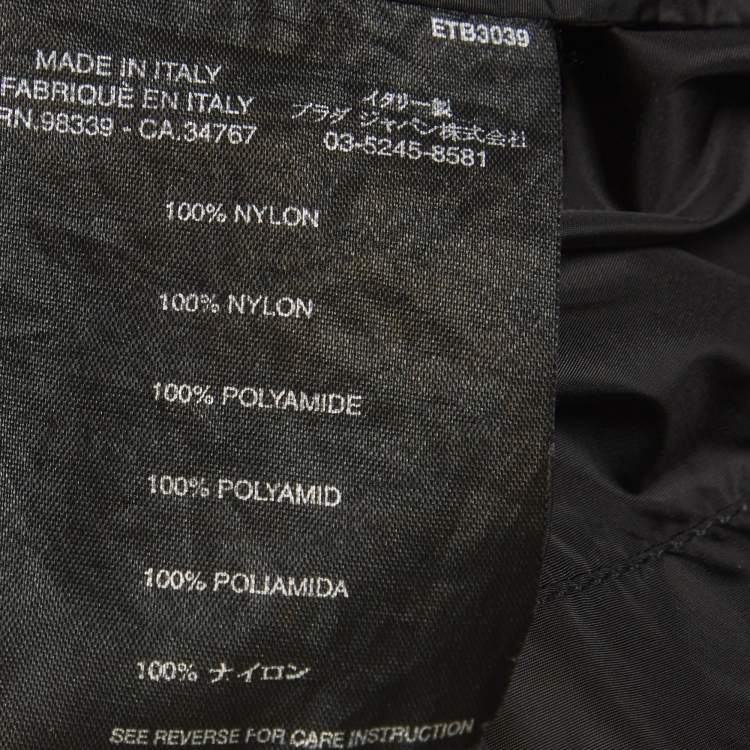 ETB3039
MADE IN ITALY
FABRIQUÉ EN ITALY
RN.98339 - CA.34767
イタリー製
プラダ ジャパン株式会社
03-5245-8581
100% NYLON
100% NYLON
100% POLYAMIDE
100% POLYAMID
100% POLIAMIDA
100% ナイロン
SEE REVERSE FOR CARE INSTRUCTION